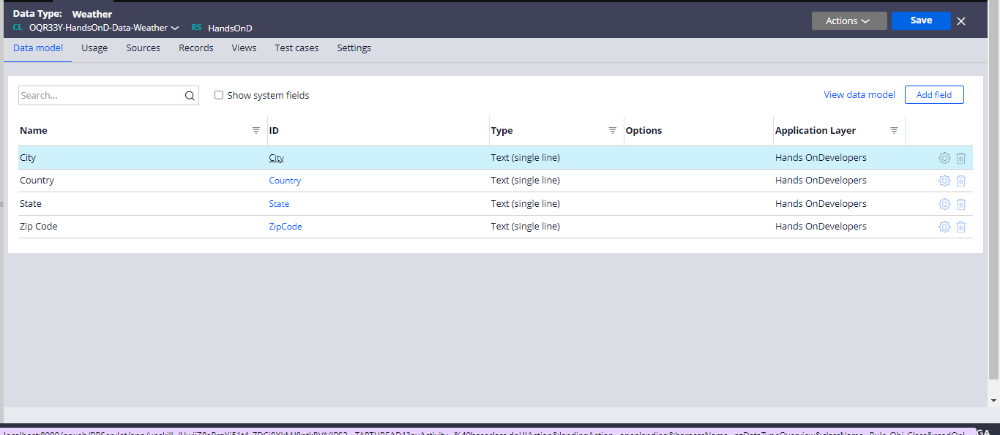 Data Type: Weather
CL OQR33Y-HandsOnD-Data-Weather RS HandsOnD
Actions Save
Data model Usage Sources Records Views Test cases Settings
Search... Show system fields View data model Add field
Name ID Type Options Application Layer
City City Text (single line) Hands OnDevelopers
Country Country Text (single line) Hands OnDevelopers
State State Text (single line) Hands OnDevelopers
Zip Code ZipCode Text (single line) Hands OnDevelopers
GA